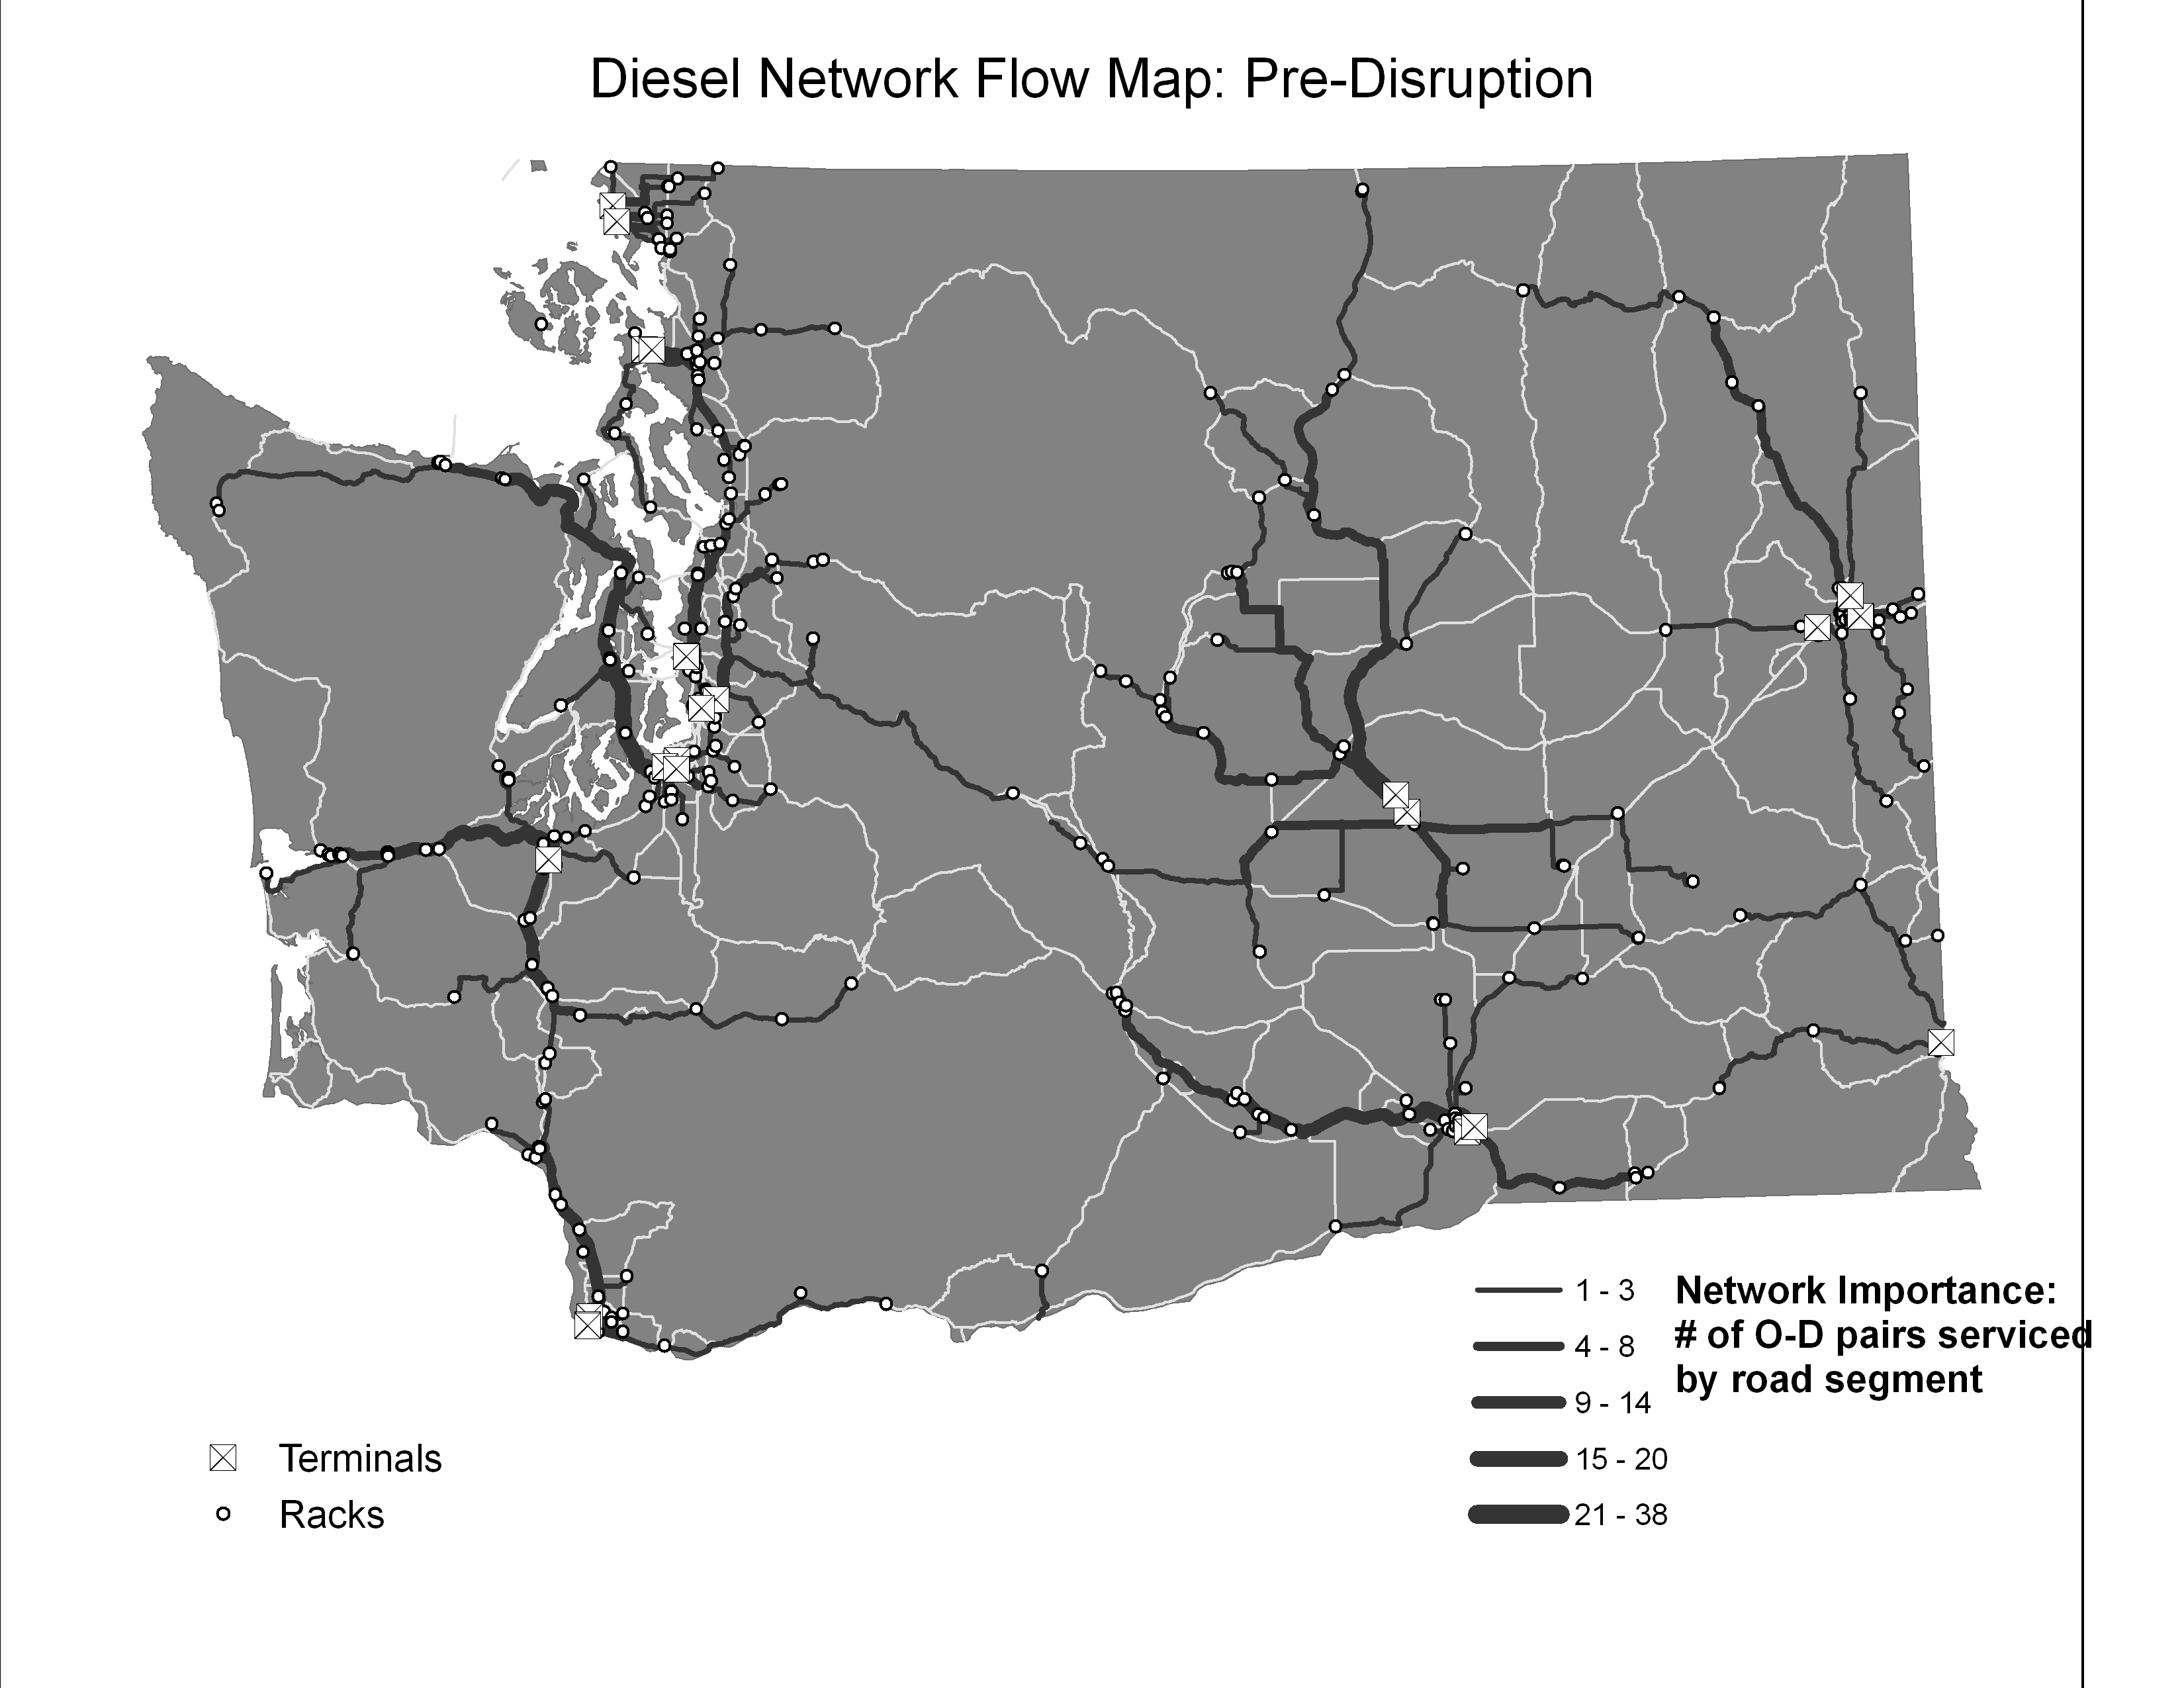 Diesel Network Flow Map: Pre-Disruption
1 - 3
4 - 8
9 - 14
15 - 20
21 - 38
Network Importance:
# of O-D pairs serviced
by road segment
Terminals
Racks